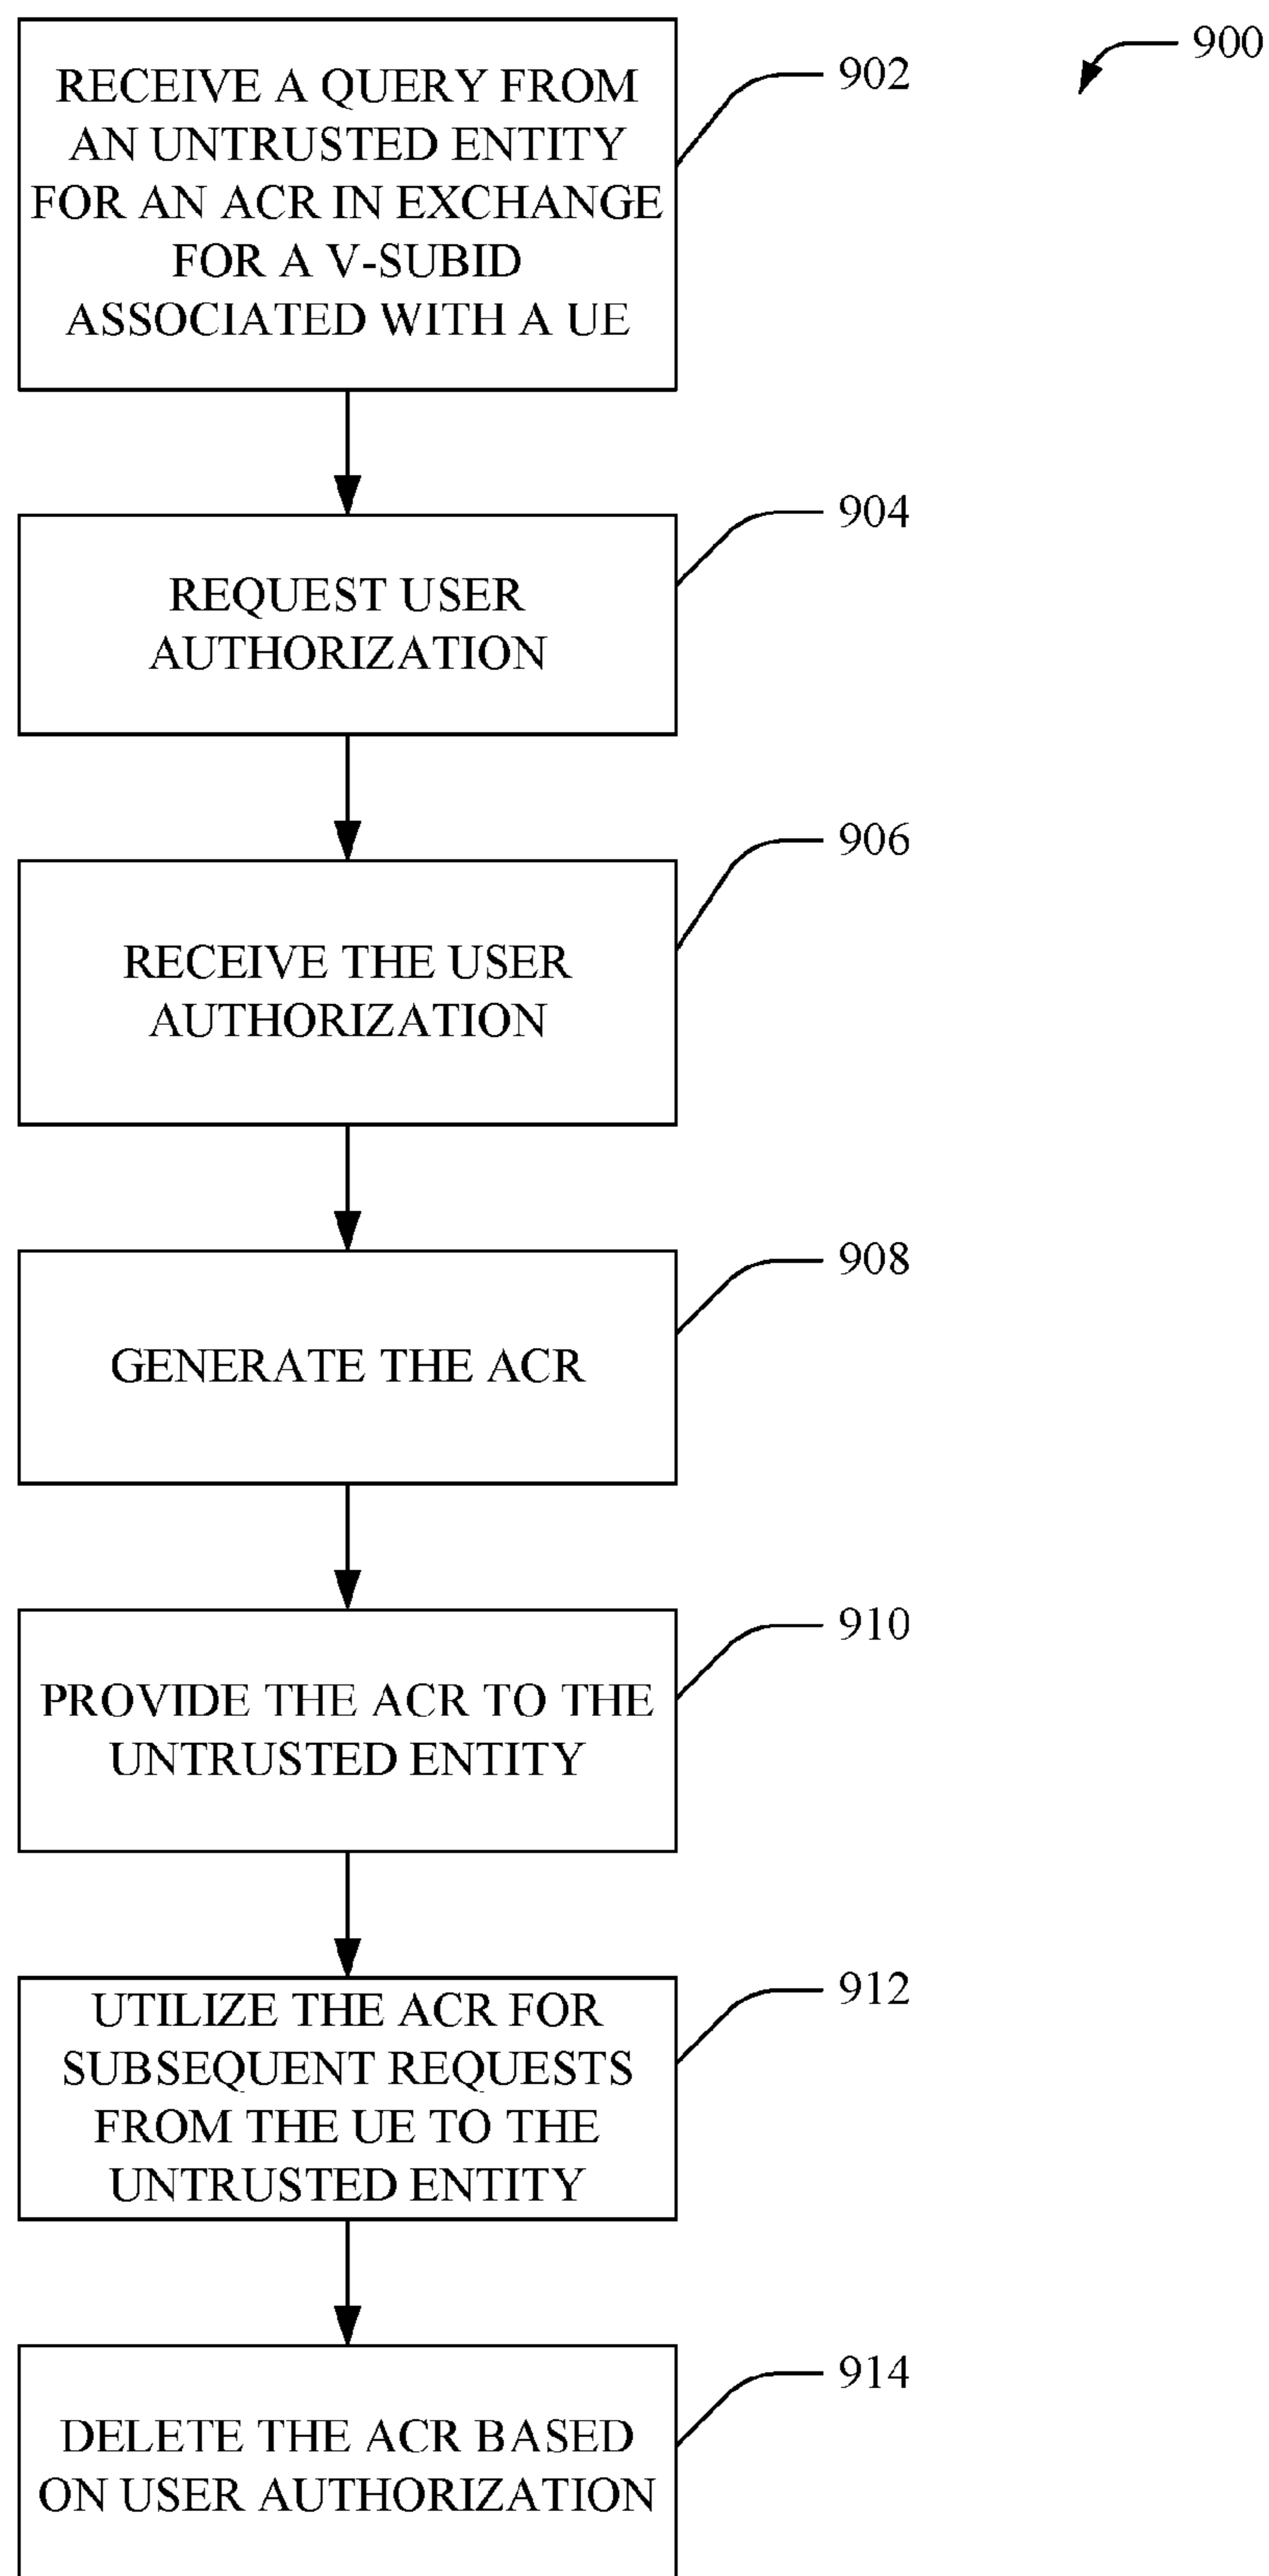 900
RECEIVE A QUERY FROM
AN UNTRUSTED ENTITY
FOR AN ACR IN EXCHANGE
FOR A V-SUBID
ASSOCIATED WITH A UE
902
REQUEST USER
AUTHORIZATION
904
RECEIVE THE USER
AUTHORIZATION
906
GENERATE THE ACR
908
PROVIDE THE ACR TO THE
UNTRUSTED ENTITY
910
UTILIZE THE ACR FOR
SUBSEQUENT REQUESTS
FROM THE UE TO THE
UNTRUSTED ENTITY
912
DELETE THE ACR BASED
ON USER AUTHORIZATION
914